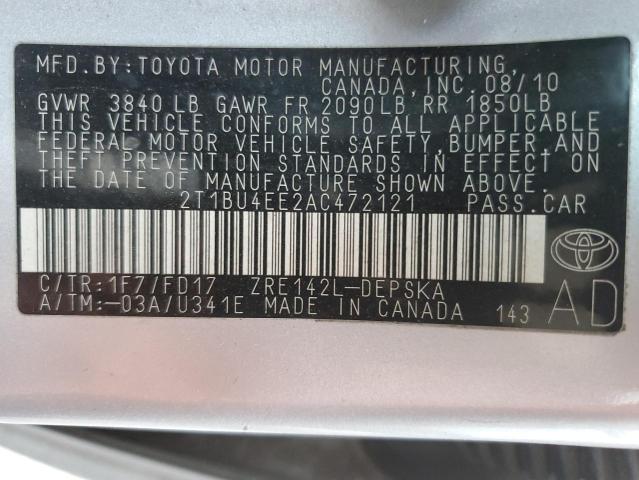 MFD. BY: TOYOTA MOTOR MANUFACTURING,
CANADA, INC. 08/10
GVWR 3840 LB GAWR FR 2090LB, RR 1850LB
THIS VEHICLE CONFORMS TO ALL APPLICABLE
FEDERAL MOTOR VEHICLE SAFETY, BUMPER, AND
THEFT PREVENTION STANDARDS IN EFFECT ON
THE DATE OF MANUFACTURE SHOWN ABOVE.
2T1BU4EE2AC472121 PASS.CAR
C/TR:1F7/FD17 ZRE142L-DEPSKA
A/TM:-03A/U341E MADE IN CANADA 143
AD